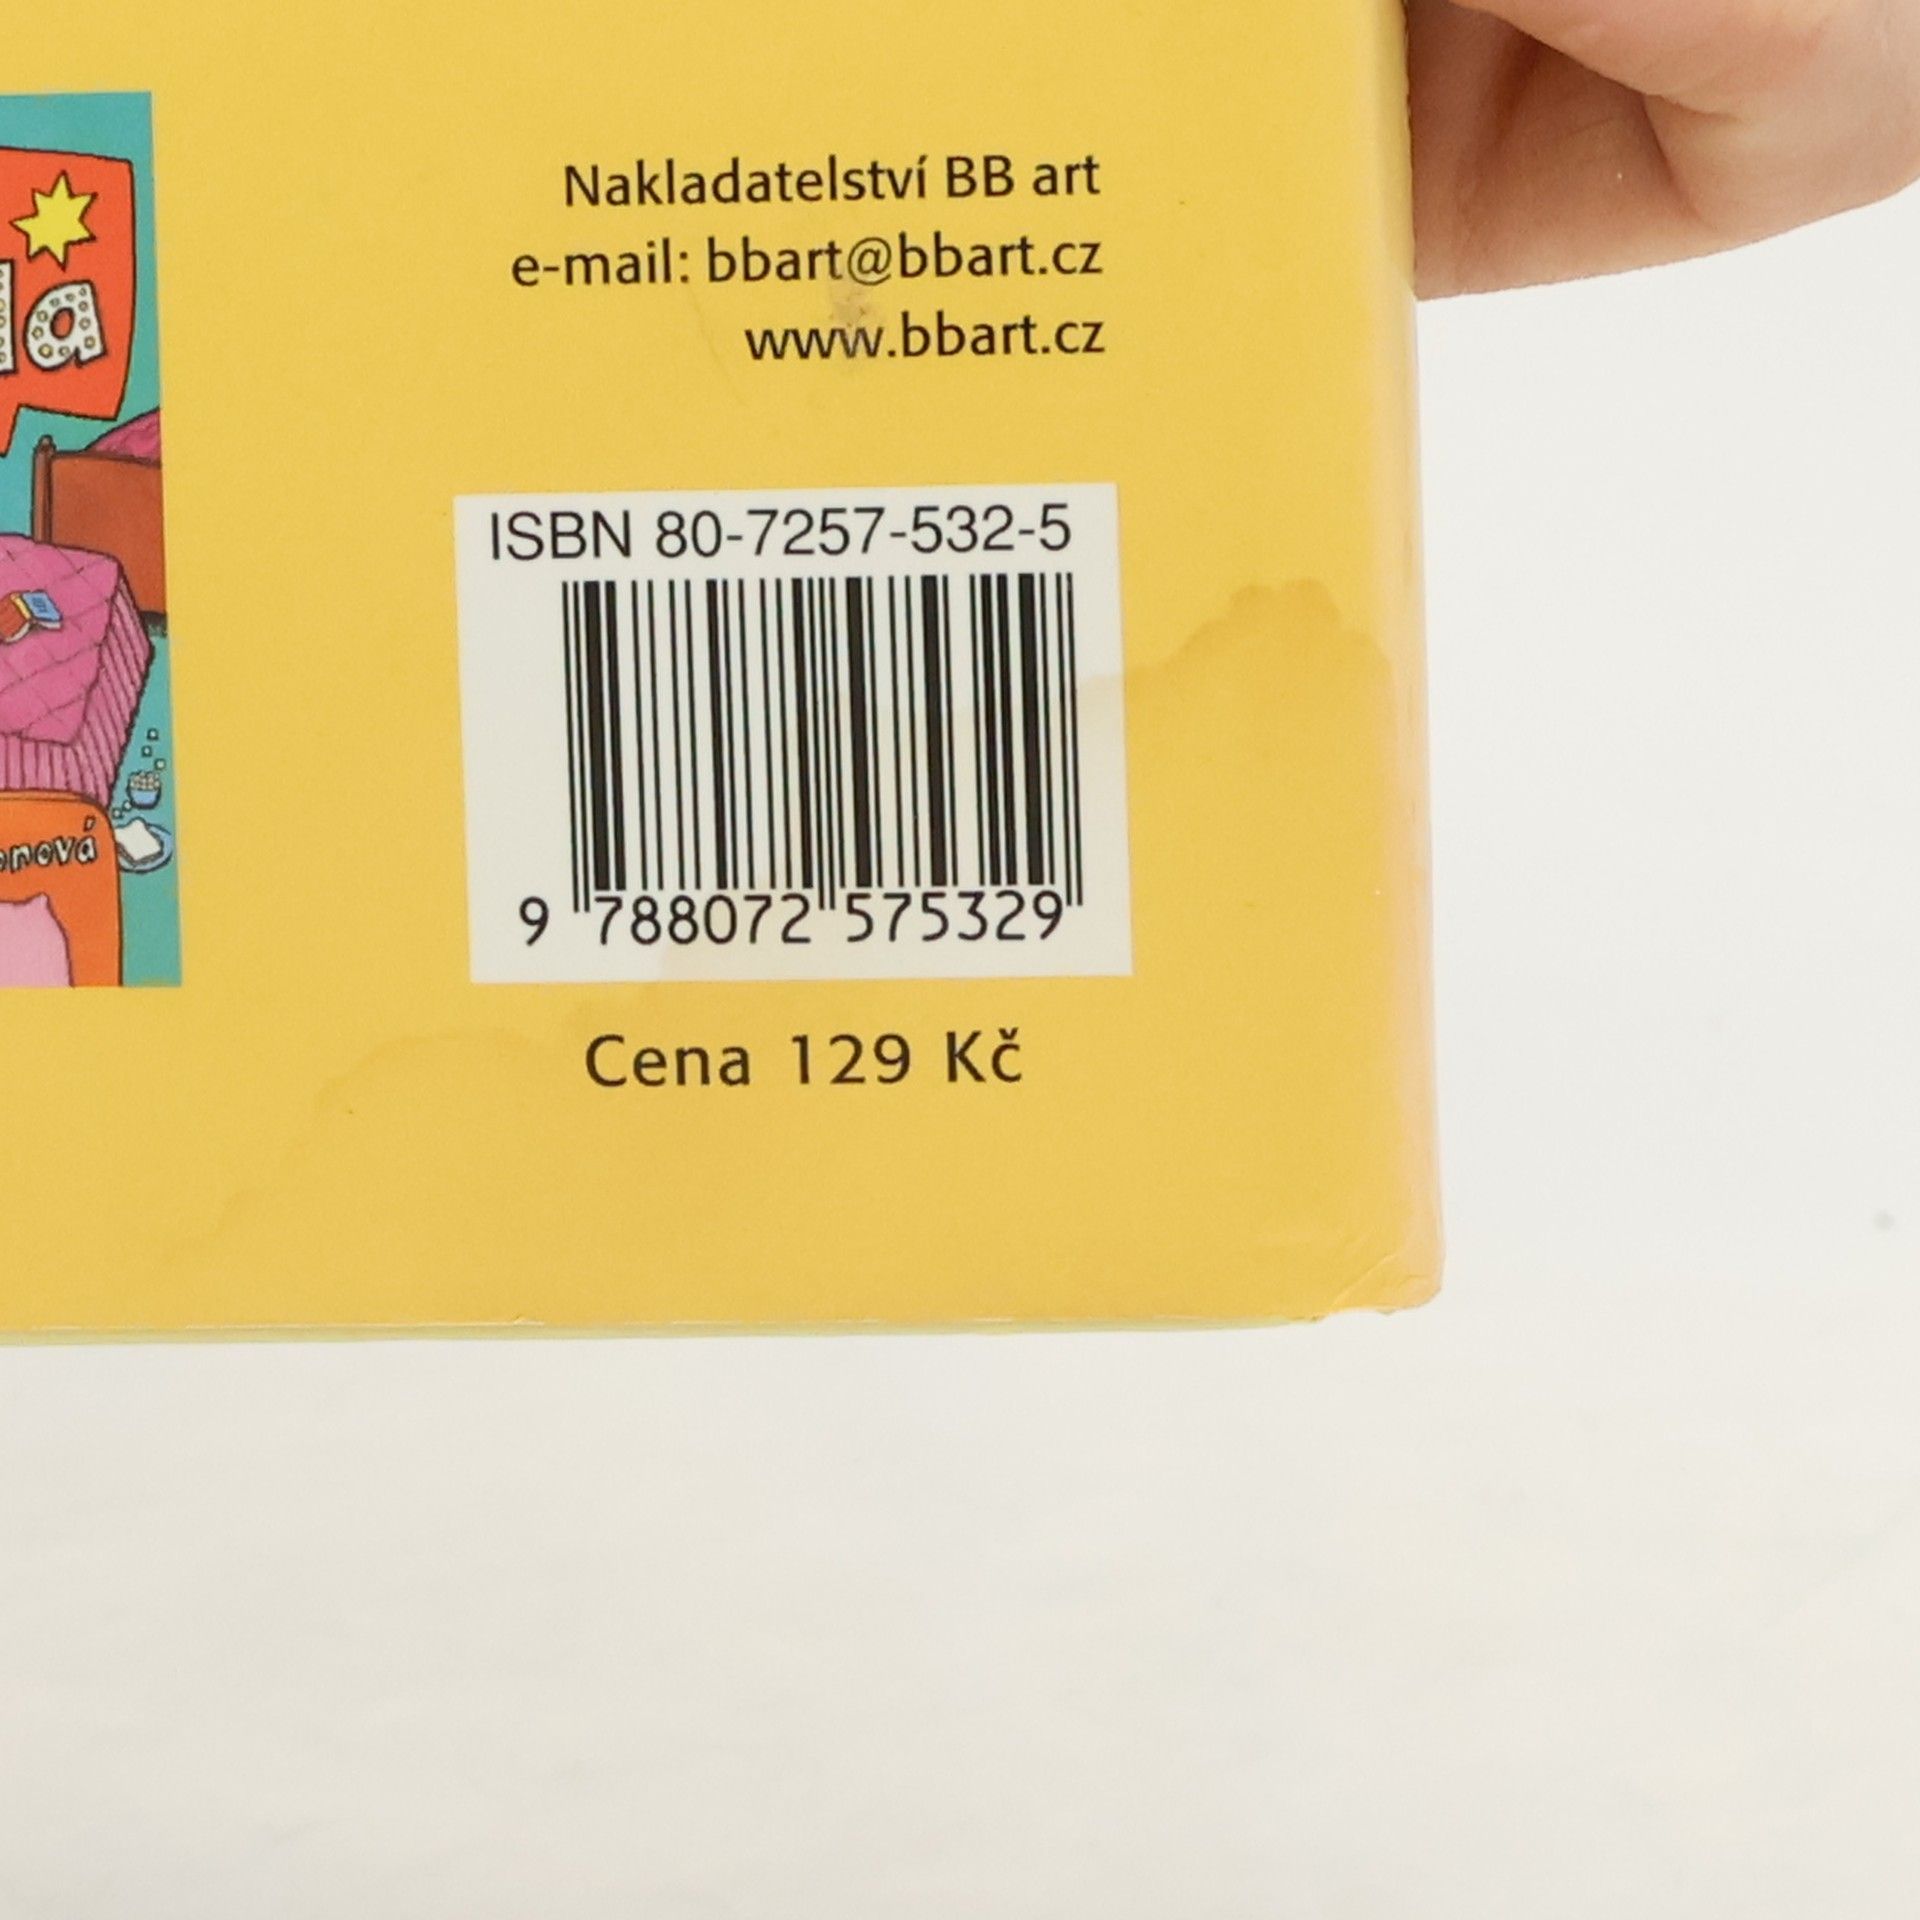 Nakladatelství BB art
e-mail: bbart@bbart.cz
www.bbart.cz
ISBN 80-7257-532-5
9 788072 575329
Cena 129 Kč